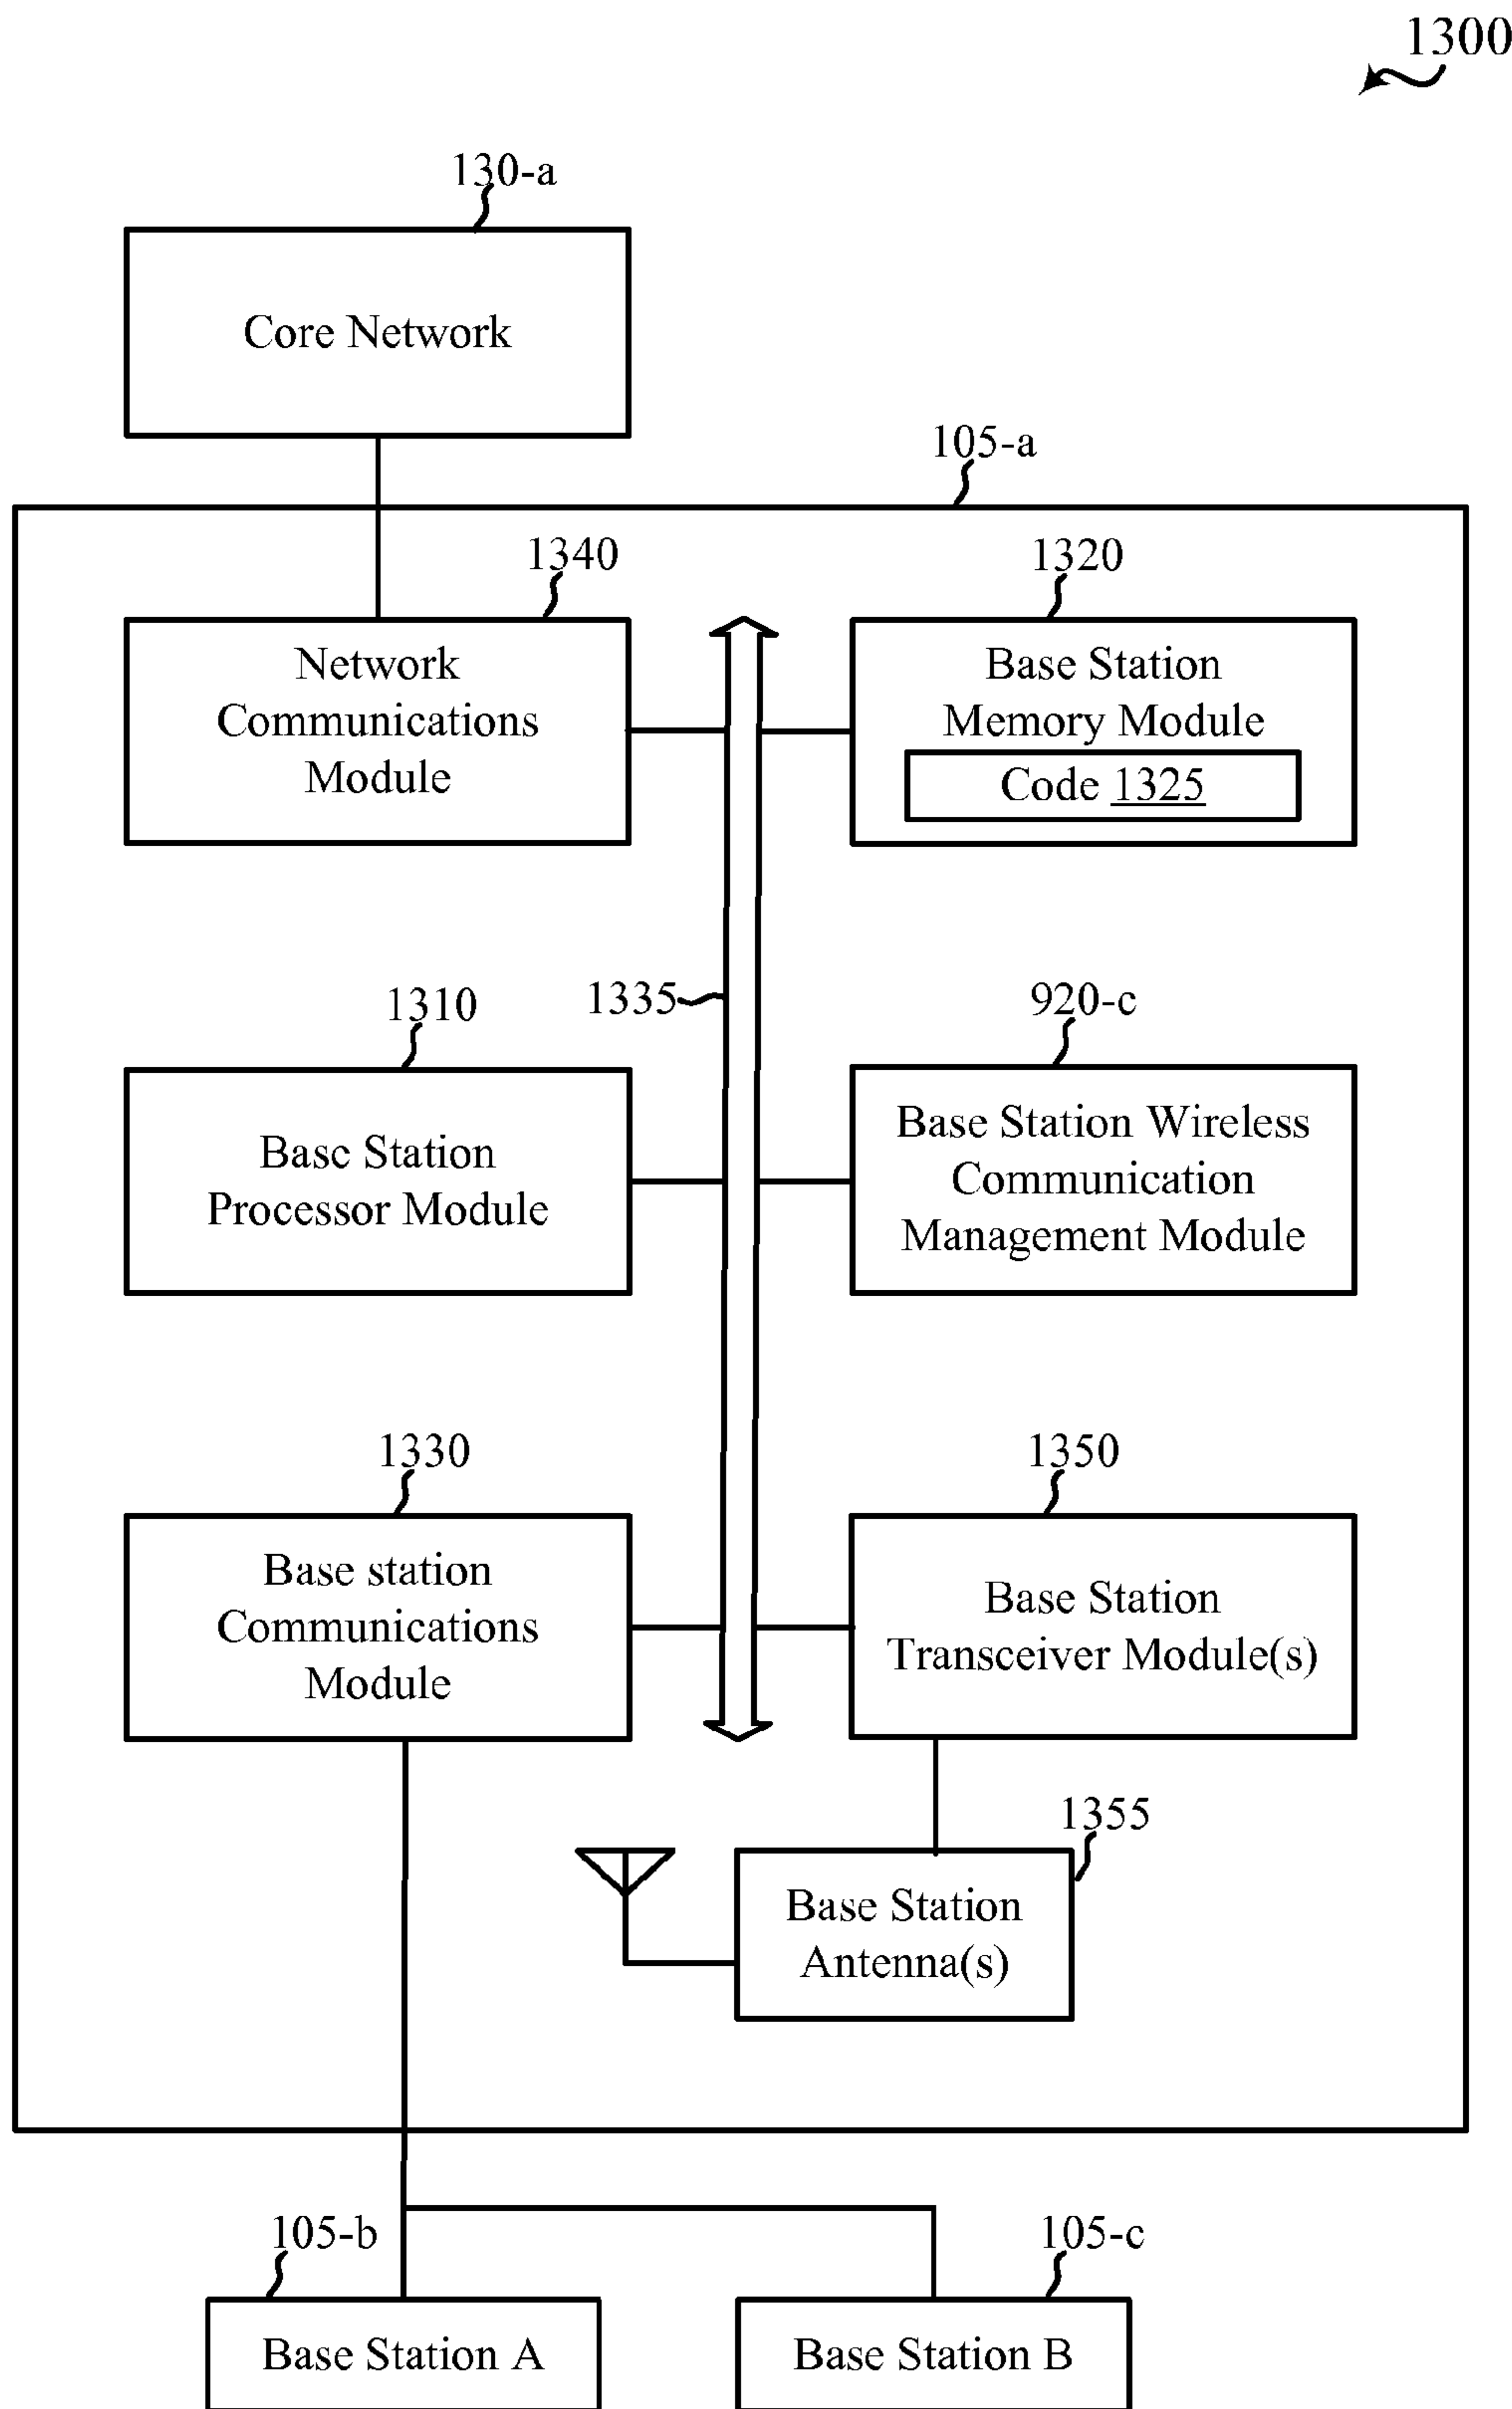 1300
130-a
Core Network
105-a
1340
Network
Communications
Module
1320
Base Station
Memory Module
Code 1325
1335
1310
Base Station
Processor Module
920-c
Base Station Wireless
Communication
Management Module
1330
Base station
Communications
Module
1350
Base Station
Transceiver Module(s)
1355
Base Station
Antenna(s)
105-b
Base Station A
105-c
Base Station B